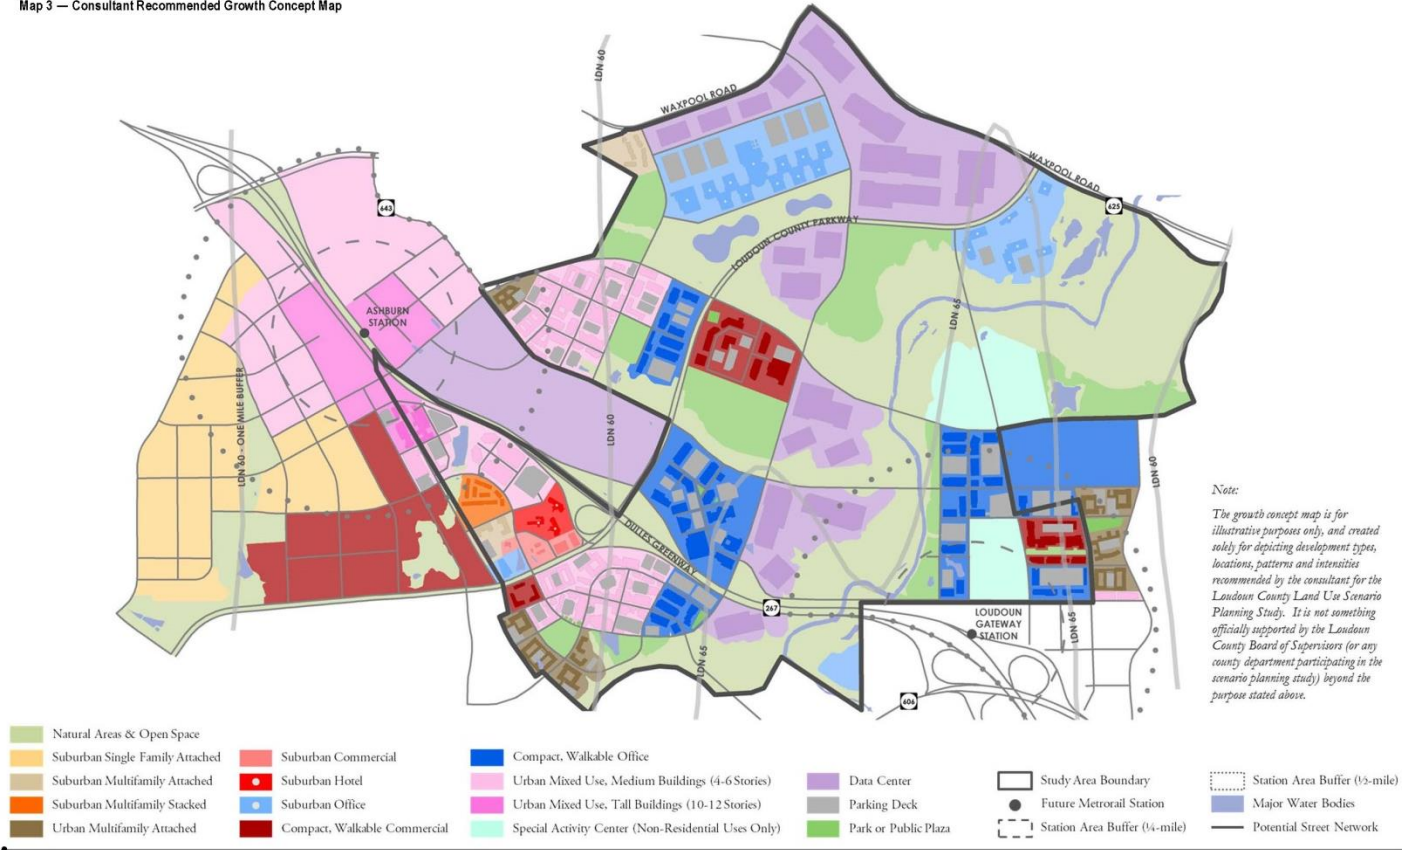 Map 3 — Consultant Recommended Growth Concept Map
LDN 60
WAXPOOL ROAD
WAXPOOL ROAD
643
625
LOUDOUN COUNTY PARKWAY
ASHBURN
STATION
LDN 65
LDN 60 - ONE MILE BUFFER
LDN 60
LDN 60
DULLES GREENWAY
267
LOUDOUN
GATEWAY
STATION
LDN 65
LDN 65
606
Note:
The growth concept map is for
illustrative purposes only, and created
solely for depicting development types,
locations, patterns and intensities
recommended by the consultant for the
Loudoun County Land Use Scenario
Planning Study.  It is not something
officially supported by the Loudoun
County Board of Supervisors (or any
county department participating in the
scenario planning study) beyond the
purpose stated above.
Natural Areas & Open Space
Suburban Single Family Attached
Suburban Multifamily Attached
Suburban Multifamily Stacked
Urban Multifamily Attached
Suburban Commercial
Suburban Hotel
Suburban Office
Compact, Walkable Commercial
Compact, Walkable Office
Urban Mixed Use, Medium Buildings (4-6 Stories)
Urban Mixed Use, Tall Buildings (10-12 Stories)
Special Activity Center (Non-Residential Uses Only)
Data Center
Parking Deck
Park or Public Plaza
Study Area Boundary
Future Metrorail Station
Station Area Buffer (¼-mile)
Station Area Buffer (½-mile)
Major Water Bodies
Potential Street Network